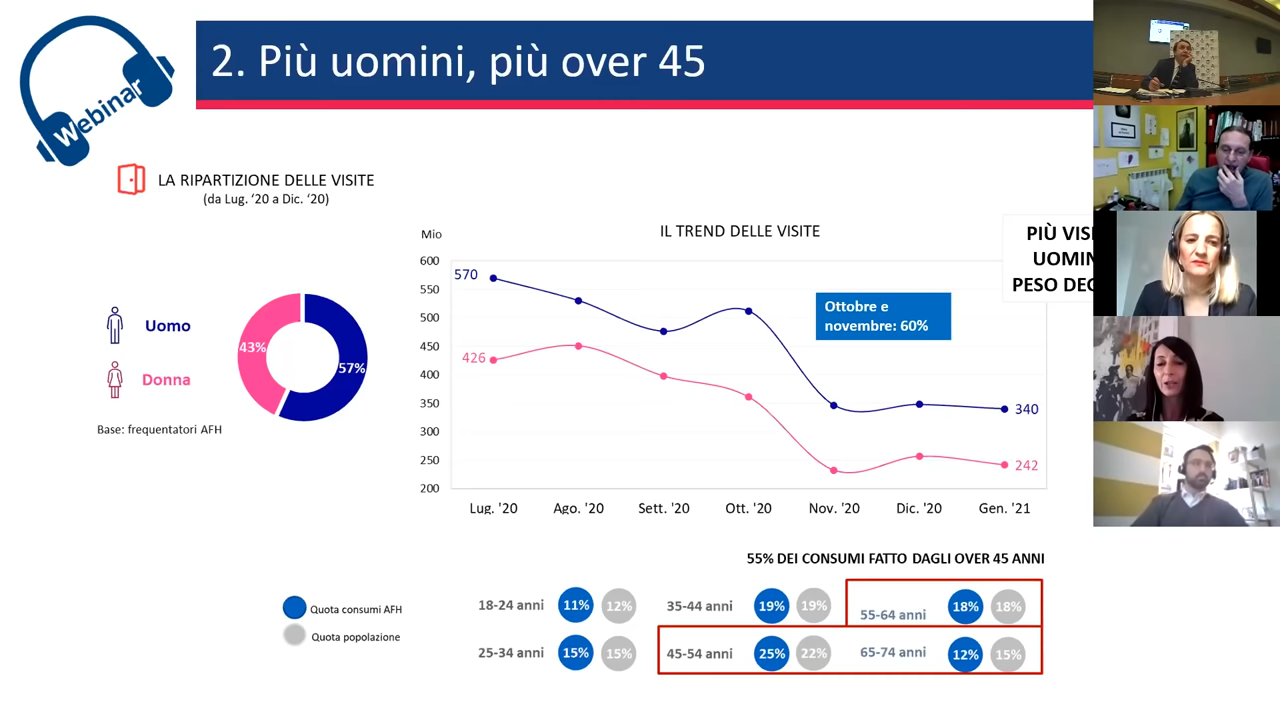 2. Più uomini, più over 45
Webinar
LA RIPARTIZIONE DELLE VISITE
(da Lug. ‘20 a Dic. ‘20)
Uomo
Donna
43%
57%
Base: frequentatori AFH
IL TREND DELLE VISITE
Mio
600
550
500
450
400
350
300
250
200
570
426
340
242
Ottobre e
novembre: 60%
PIÙ
PESO
Lug. '20
Ago. '20
Sett. '20
Ott. '20
Nov. '20
Dic. '20
Gen. '21
55% DEI CONSUMI FATTO DAGLI OVER 45 ANNI
Quota consumi AFH
Quota popolazione
18-24 anni 11% 12%
25-34 anni 15% 15%
35-44 anni 19% 19%
45-54 anni 25% 22%
55-64 anni 18% 18%
65-74 anni 12% 15%